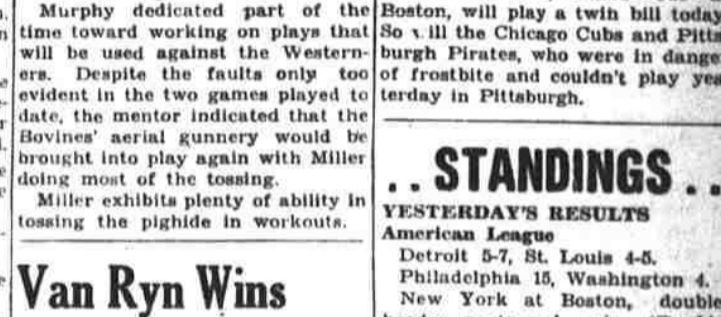 Murphy dedicated part of the
time toward working on plays that
will be used against the Western-
ers. Despite the faults only too
evident in the two games played to
date, the mentor indicated that the
Bovines' aerial gunnery would be
brought into play again with Miller
doing most of the tossing.
Miller exhibits plenty of ability in
tossing the pighide in workouts.
Van Ryn Wins
Boston, will play a twin bill today
So will the Chicago Cubs and Pitts
burgh Pirates, who were in dange
of frostbite and couldn't play yes
terday in Pittsburgh.
. . STANDINGS . .
YESTERDAY'S RESULTS
American League
Detroit 5-7, St. Louis 4-5.
Philadelphia 15, Washington 4.
New York at Boston, double